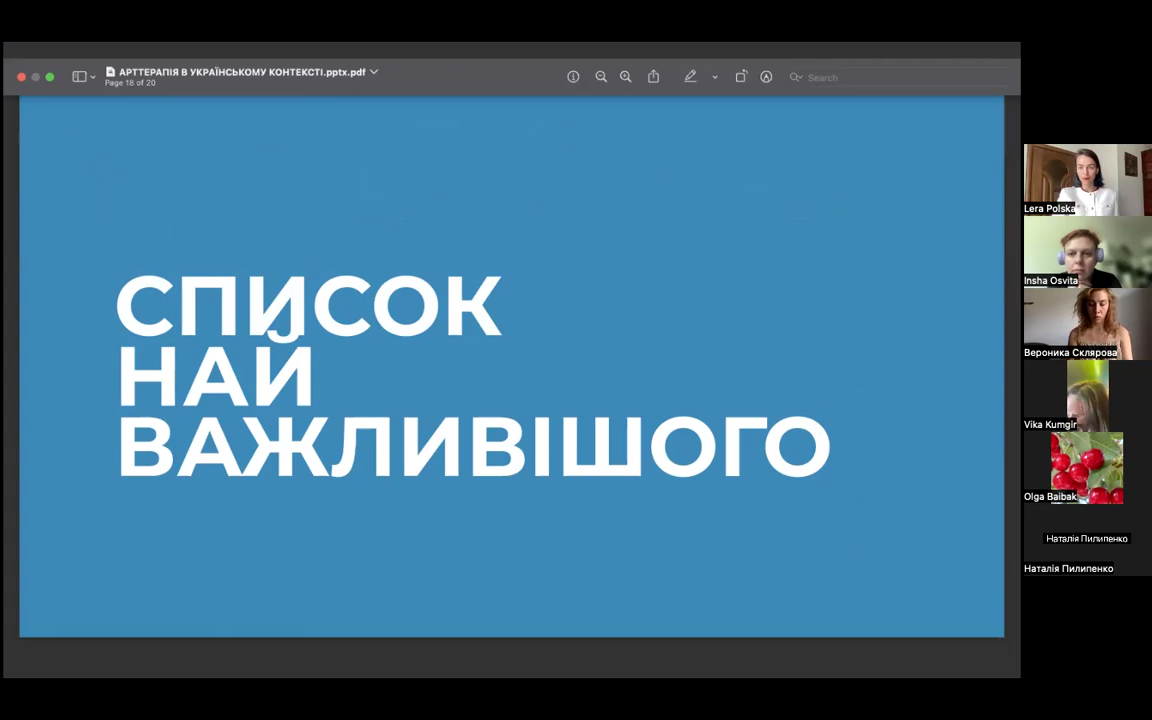 АРТТЕРАПІЯ В УКРАЇНСЬКОМУ КОНТЕКСТІ.pptx.pdf
Page 18 of 20
Search
СПИСОК
НАЙ
ВАЖЛИВІШОГО
Lera Polska
Insha Osvita
Вероника Склярова
Vika Kumgir
Olga Baibak
Наталія Пилипенко
Наталія Пилипенко